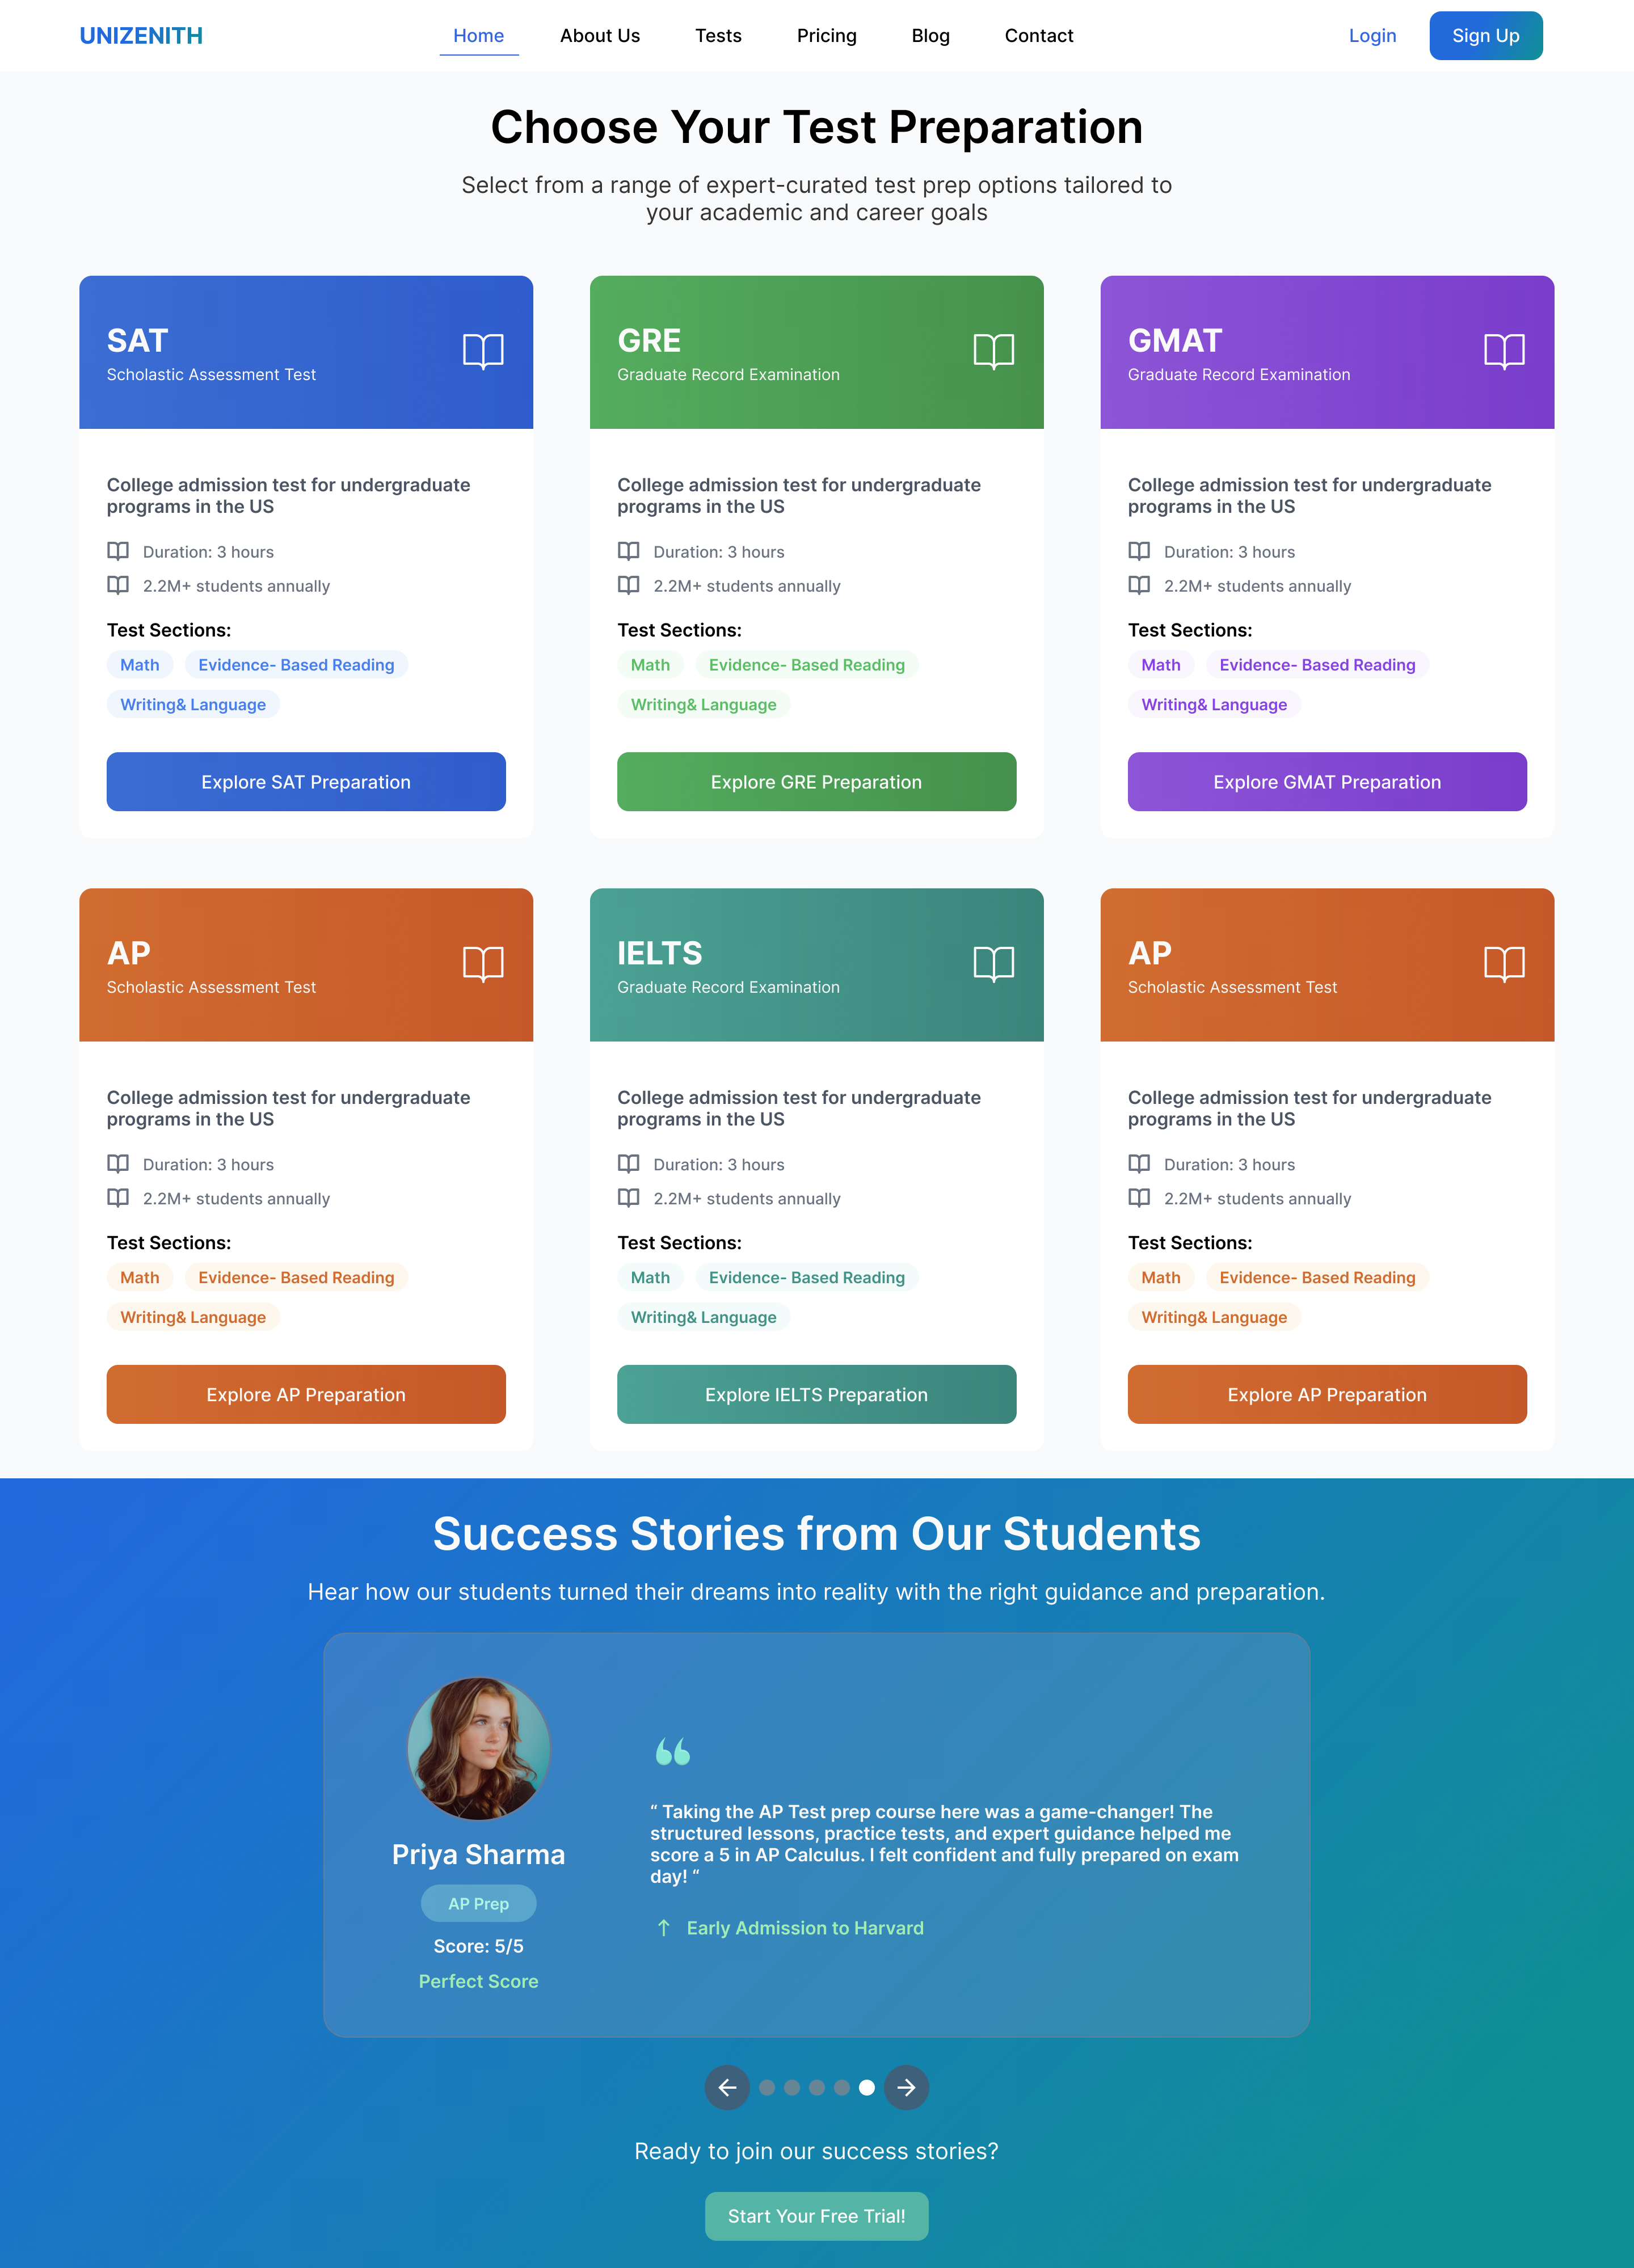 UNIZENITH
Home
About Us
Tests
Pricing
Blog
Contact
Login
Sign Up
Choose Your Test Preparation
Select from a range of expert-curated test prep options tailored to
your academic and career goals
SAT
Scholastic Assessment Test
College admission test for undergraduate
programs in the US
Duration: 3 hours
2.2M+ students annually
Test Sections:
Math
Evidence- Based Reading
Writing& Language
Explore SAT Preparation
GRE
Graduate Record Examination
College admission test for undergraduate
programs in the US
Duration: 3 hours
2.2M+ students annually
Test Sections:
Math
Evidence- Based Reading
Writing& Language
Explore GRE Preparation
GMAT
Graduate Record Examination
College admission test for undergraduate
programs in the US
Duration: 3 hours
2.2M+ students annually
Test Sections:
Math
Evidence- Based Reading
Writing& Language
Explore GMAT Preparation
AP
Scholastic Assessment Test
College admission test for undergraduate
programs in the US
Duration: 3 hours
2.2M+ students annually
Test Sections:
Math
Evidence- Based Reading
Writing& Language
Explore AP Preparation
IELTS
Graduate Record Examination
College admission test for undergraduate
programs in the US
Duration: 3 hours
2.2M+ students annually
Test Sections:
Math
Evidence- Based Reading
Writing& Language
Explore IELTS Preparation
AP
Scholastic Assessment Test
College admission test for undergraduate
programs in the US
Duration: 3 hours
2.2M+ students annually
Test Sections:
Math
Evidence- Based Reading
Writing& Language
Explore AP Preparation
Success Stories from Our Students
Hear how our students turned their dreams into reality with the right guidance and preparation.
Priya Sharma
AP Prep
Score: 5/5
Perfect Score
“
“ Taking the AP Test prep course here was a game-changer! The
structured lessons, practice tests, and expert guidance helped me
score a 5 in AP Calculus. I felt confident and fully prepared on exam
day! “
↑ Early Admission to Harvard
Ready to join our success stories?
Start Your Free Trial!